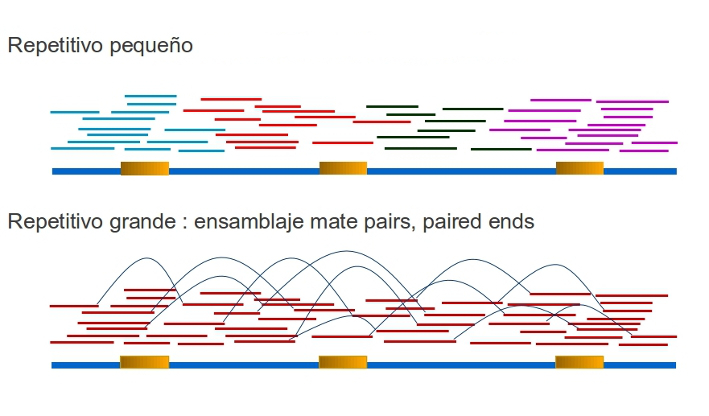 Repetitivo pequeño
Repetitivo grande : ensamblaje mate pairs, paired ends